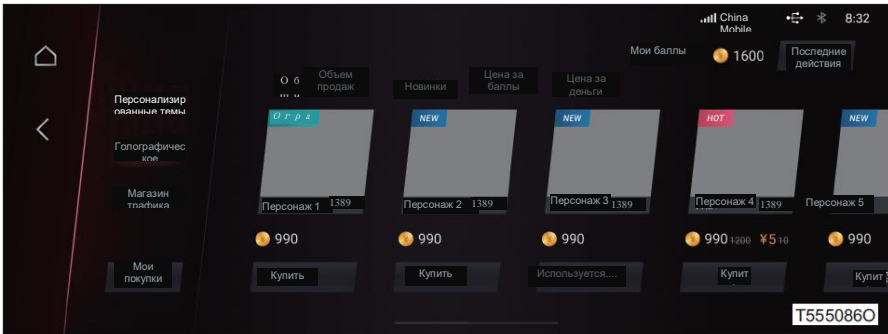 China
Mobile
8:32
Мои баллы
1600
Последние
действия
Объем
продаж
Новинки
Цена за
баллы
Цена за
деньги
Персонализир
ованные темы
Голографичес
кое
Магазин
трафика
Мои
покупки
Огра
NEW
NEW
HOT
NEW
Персонаж 1 1389
Персонаж 2 1389
Персонаж 3 1389
Персонаж 4 1389
Персонаж 5
990
990
990
990 1200 ¥5 10
990
Купить
Купить
Используется....
Купит
Купит
T555086O